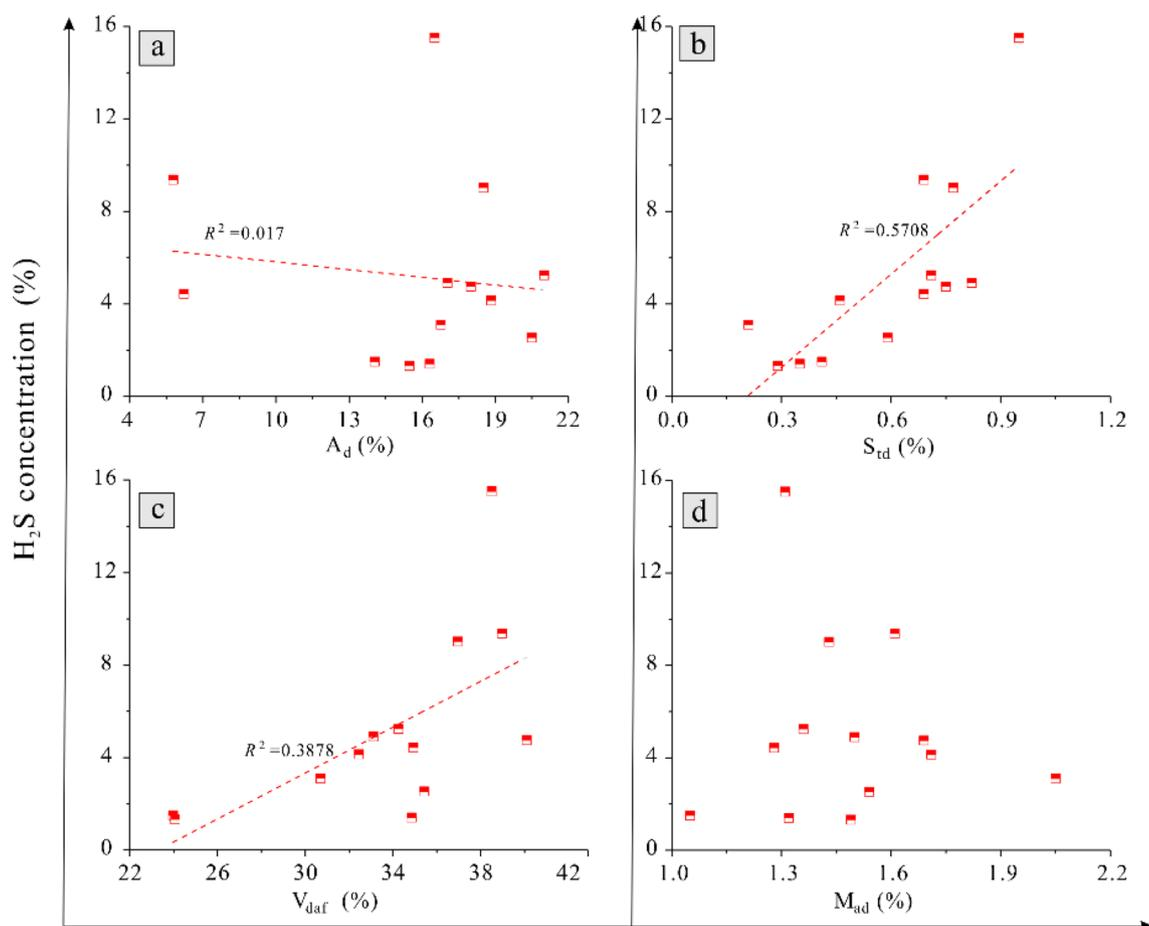 H₂S concentration (%)
a
16
12
8
4
0
R² =0.017
4 7 10 13 16 19 22
A_d (%)
b
16
12
8
4
0
R² =0.5708
0.0 0.3 0.6 0.9 1.2
S_td (%)
c
16
12
8
4
0
R² =0.3878
22 26 30 34 38 42
V_daf (%)
d
16
12
8
4
0
1.0 1.3 1.6 1.9 2.2
M_ad (%)